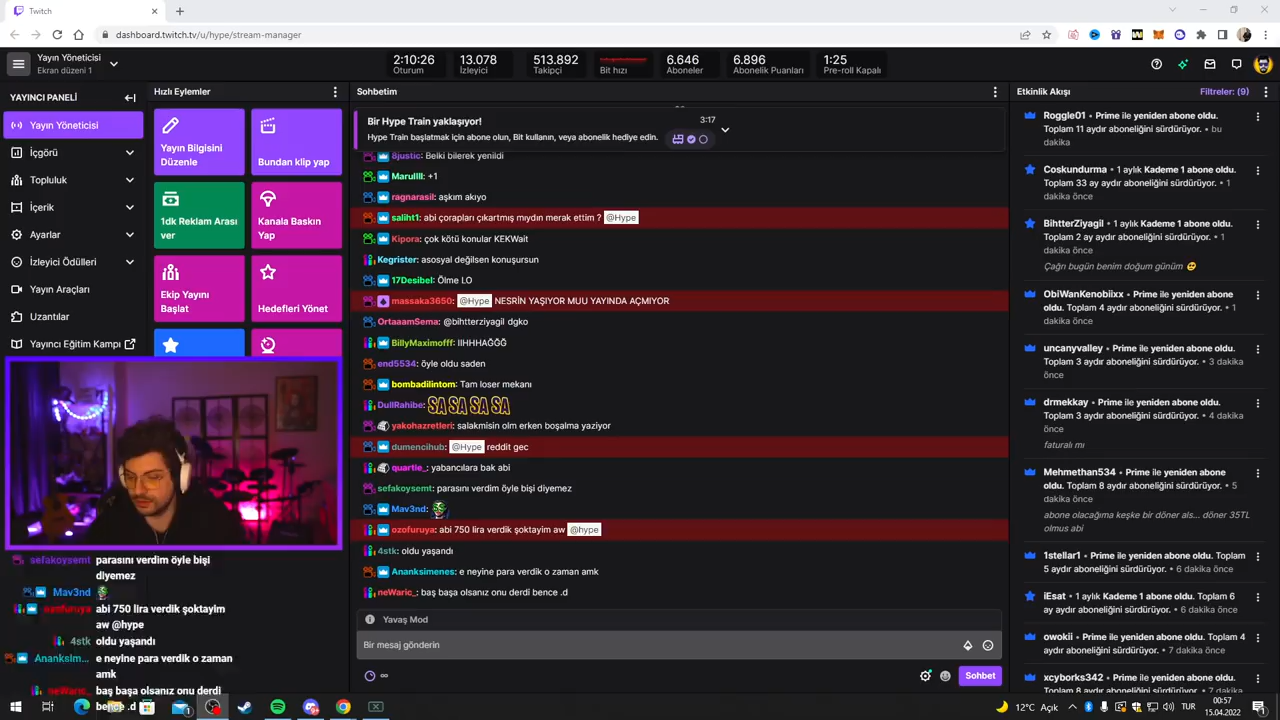 Twitch
dashboard.twitch.tv/u/hype/stream-manager
Yayın Yöneticisi
Ekran düzeni 1
2:10:26
Oturum
13.078
İzleyici
513.892
Takipçi
Bit hızı
6.646
Aboneler
6.896
Abonelik Puanları
1:25
Pre-roll Kapalı
YAYINCI PANELİ
Yayın Yöneticisi
İçgörü
Topluluk
İçerik
Ayarlar
İzleyici Ödülleri
Yayın Araçları
Uzantılar
Yayıncı Eğitim Kampı
Hızlı Eylemler
Yayın Bilgisini
Düzenle
Bundan klip yap
1dk Reklam Arası
ver
Kanala Baskın
Yap
Ekip Yayını
Başlat
Hedefleri Yönet
Sohbetim
Bir Hype Train yaklaşıyor!
3:17
Hype Train başlatmak için abone olun, Bit kullanın, veya abonelik hediye edin.
8justic: Belki bilerek yenildi
Marullll: +1
ragnarasil: aşkım akıyo
saliht1: abi çorapları çıkartmış mıydın merak ettim ? @Hype
Kipora: çok kötü konular KEKWait
Kegrister: asosyal değilsen konuşursun
17Desibel: Ölme LO
massaka3650: @Hype NESRİN YAŞIYOR MUU YAYINDA AÇMIYOR
OrtaaamSema: @bihtterziyagil dgko
BillyMaximofff: IIHHHAĞĞĞ
end5534: öyle oldu saden
bombadilintom: Tam loser mekanı
DullRahibe: SA SA SA SA
yakohazretleri: salakmisin olm erken boşalma yaziyor
dumencihub: @Hype reddit gec
quartie_: yabancılara bak abi
sefakoysemt: parasını verdim öyle bişi diyemez
Mav3nd:
ozofuruya: abi 750 lira verdik şoktayim aw @hype
4stk: oldu yaşandı
Ananksimenes: e neyine para verdik o zaman amk
neWaric_: baş başa olsanız onu derdi bence .d
Yavaş Mod
Bir mesaj gönderin
Sohbet
Etkinlik Akışı
Filtreler: (9)
Roggle01 • Prime ile yeniden abone oldu.
Toplam 11 aydır aboneliğini sürdürüyor. • bu
dakika
Coskundurma • 1 aylık Kademe 1 abone oldu.
Toplam 33 ay aydır aboneliğini sürdürüyor. • 1
dakika önce
BihtterZiyagil • 1 aylık Kademe 1 abone oldu.
Toplam 2 ay aydır aboneliğini sürdürüyor. • 1
dakika önce
Çağrı bugün benim doğum günüm
ObiWanKenobiixx • Prime ile yeniden abone
oldu. Toplam 4 aydır aboneliğini sürdürüyor. • 1
dakika önce
uncanyvalley • Prime ile yeniden abone oldu.
Toplam 3 aydır aboneliğini sürdürüyor. • 3 dakika
önce
drmekkay • Prime ile yeniden abone oldu.
Toplam 3 aydır aboneliğini sürdürüyor. • 4 dakika
önce
faturalı mı
Mehmethan534 • Prime ile yeniden abone
oldu. Toplam 8 aydır aboneliğini sürdürüyor. • 5
dakika önce
abone olacağıma keşke bir döner als... döner 35TL
olmus abi
1stellar1 • Prime ile yeniden abone oldu. Toplam
5 aydır aboneliğini sürdürüyor. • 6 dakika önce
iEsat • 1 aylık Kademe 1 abone oldu. Toplam 6
ay aydır aboneliğini sürdürüyor. • 6 dakika önce
owokii • Prime ile yeniden abone oldu. Toplam 4
aydır aboneliğini sürdürüyor. • 7 dakika önce
xcyborks342 • Prime ile yeniden abone oldu.
Toplam 8 aydır aboneliğini sürdürüyor. • 9 dakika
sefakoysemt parasını verdim öyle bişi
diyemez
Mav3nd
ozofuruya abi 750 lira verdik şoktayim
aw @hype
4stk oldu yaşandı
Ananksim... e neyine para verdik o zaman
amk
neWaric_ baş başa olsanız onu derdi
bence .d
12°C Açık
TUR
00:57
15.04.2022